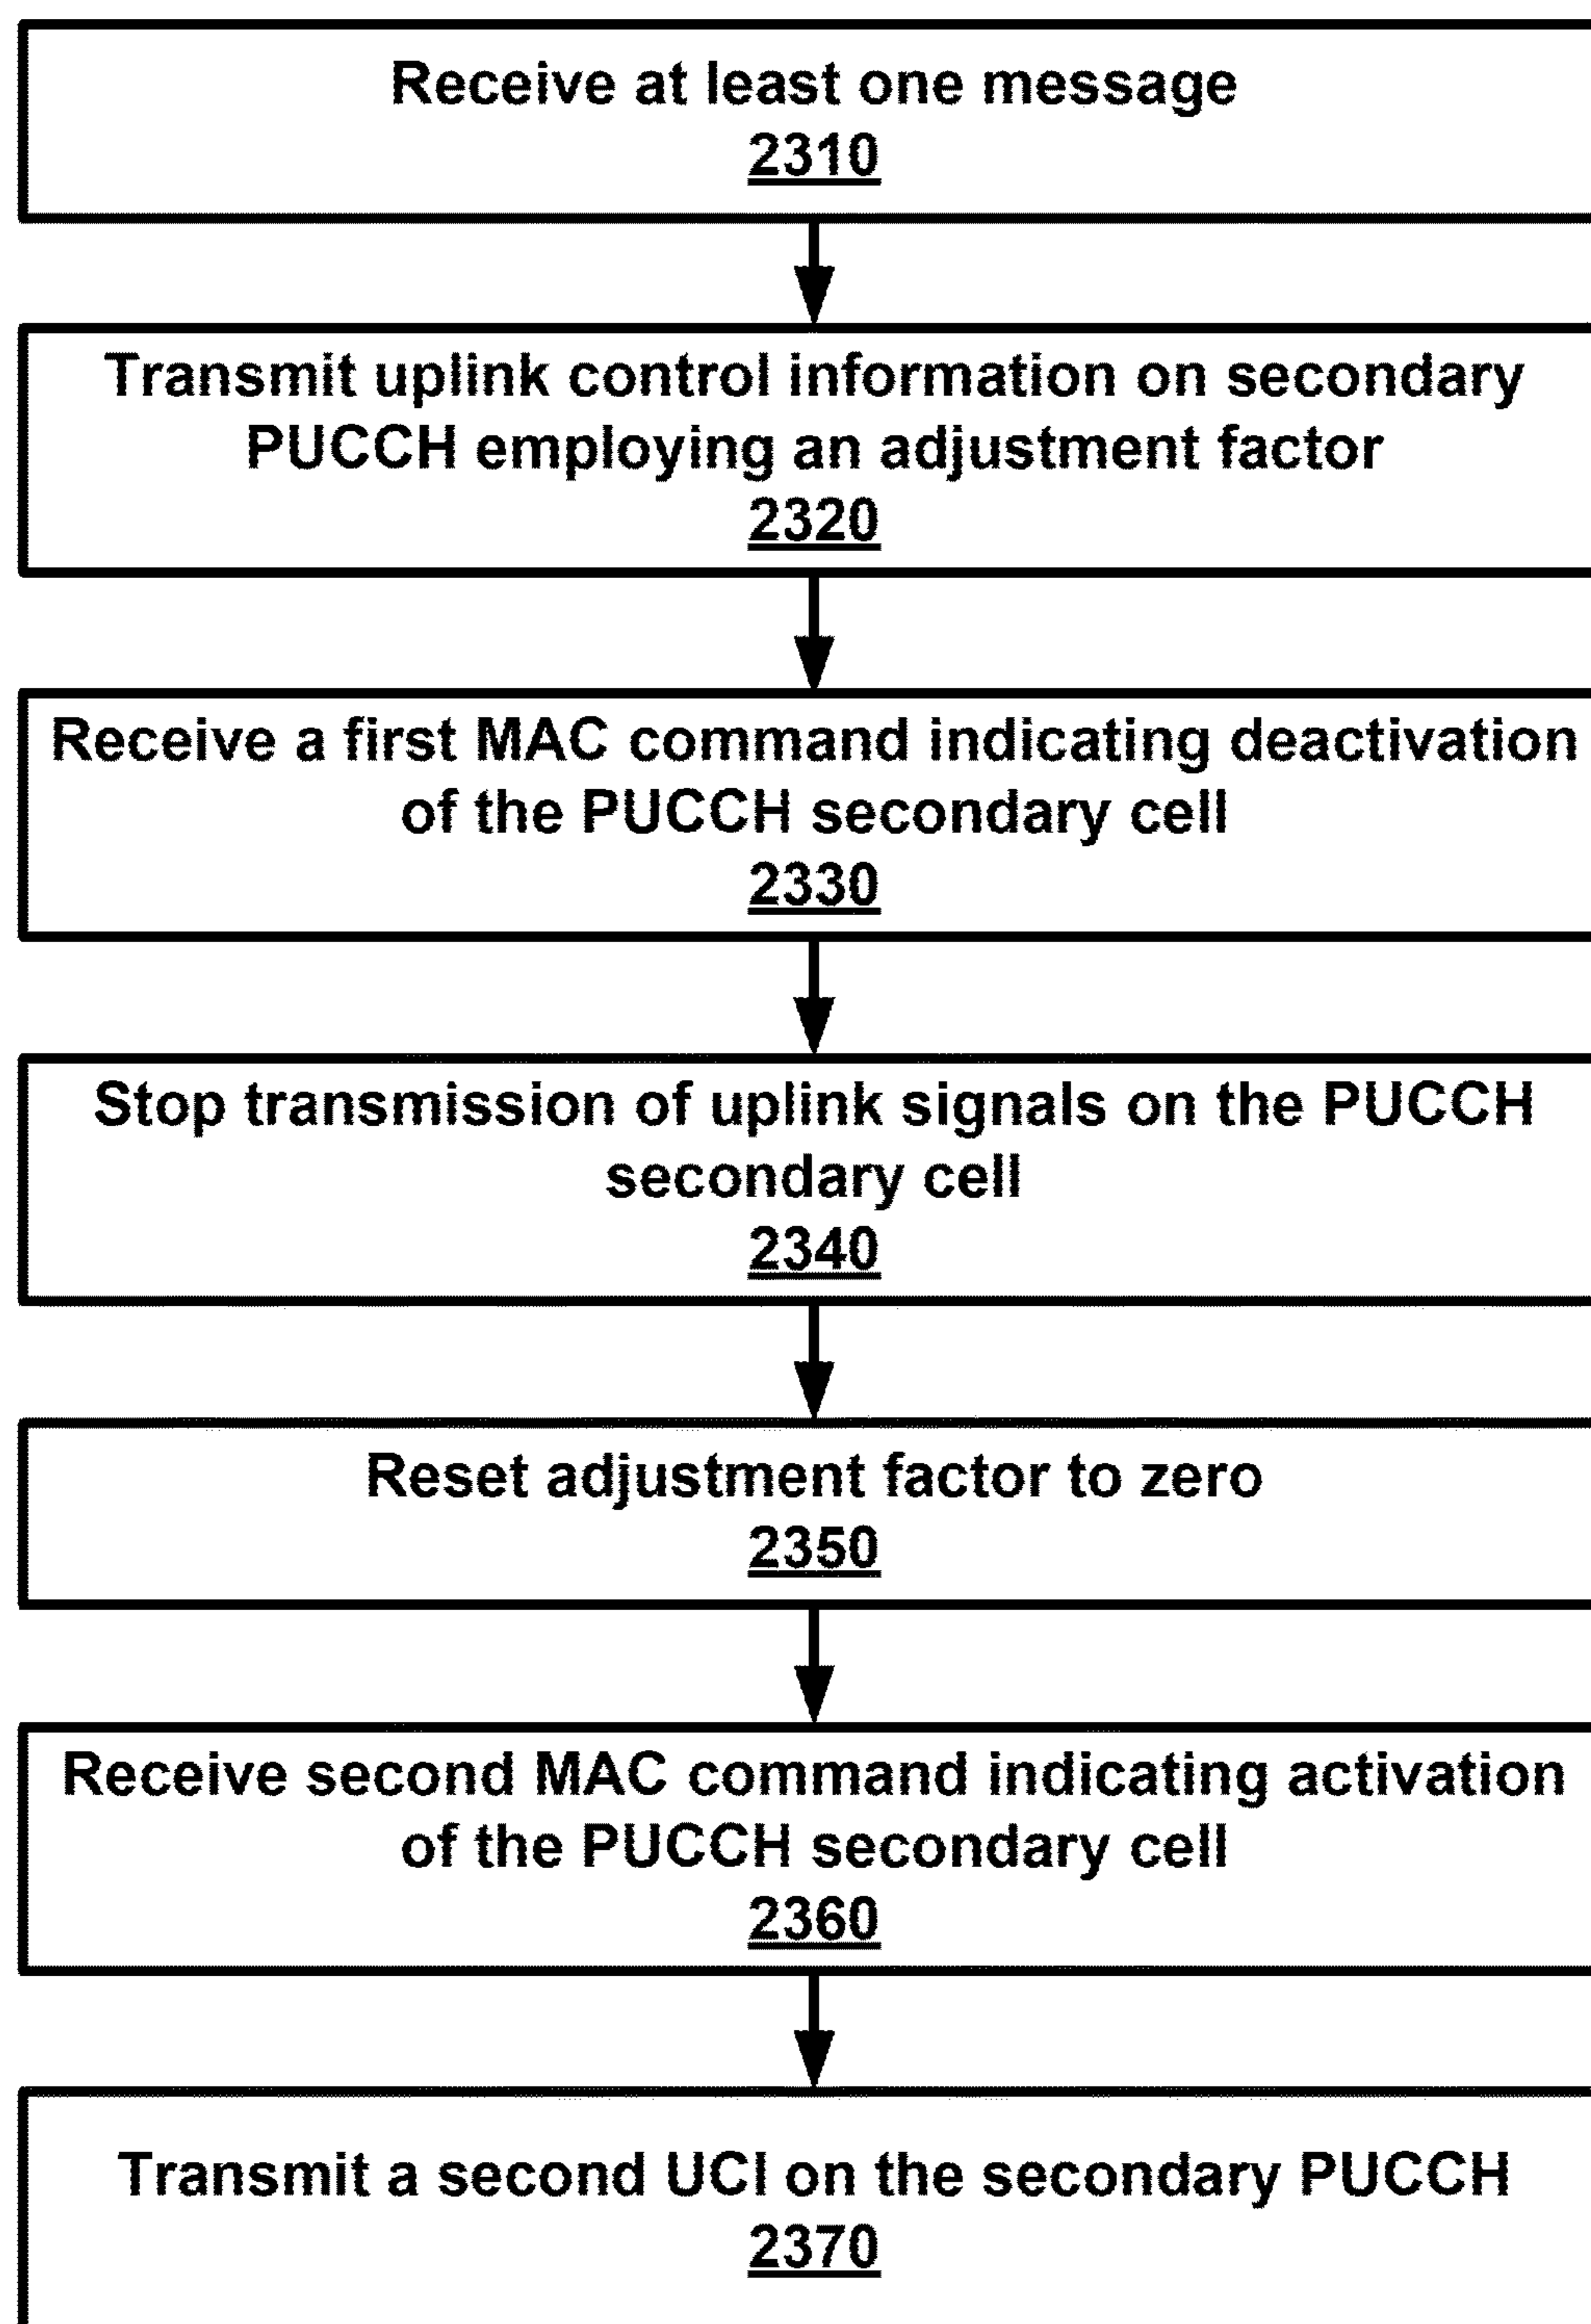 Receive at least one message
2310
Transmit uplink control information on secondary
PUCCH employing an adjustment factor
2320
Receive a first MAC command indicating deactivation
of the PUCCH secondary cell
2330
Stop transmission of uplink signals on the PUCCH
secondary cell
2340
Reset adjustment factor to zero
2350
Receive second MAC command indicating activation
of the PUCCH secondary cell
2360
Transmit a second UCI on the secondary PUCCH
2370